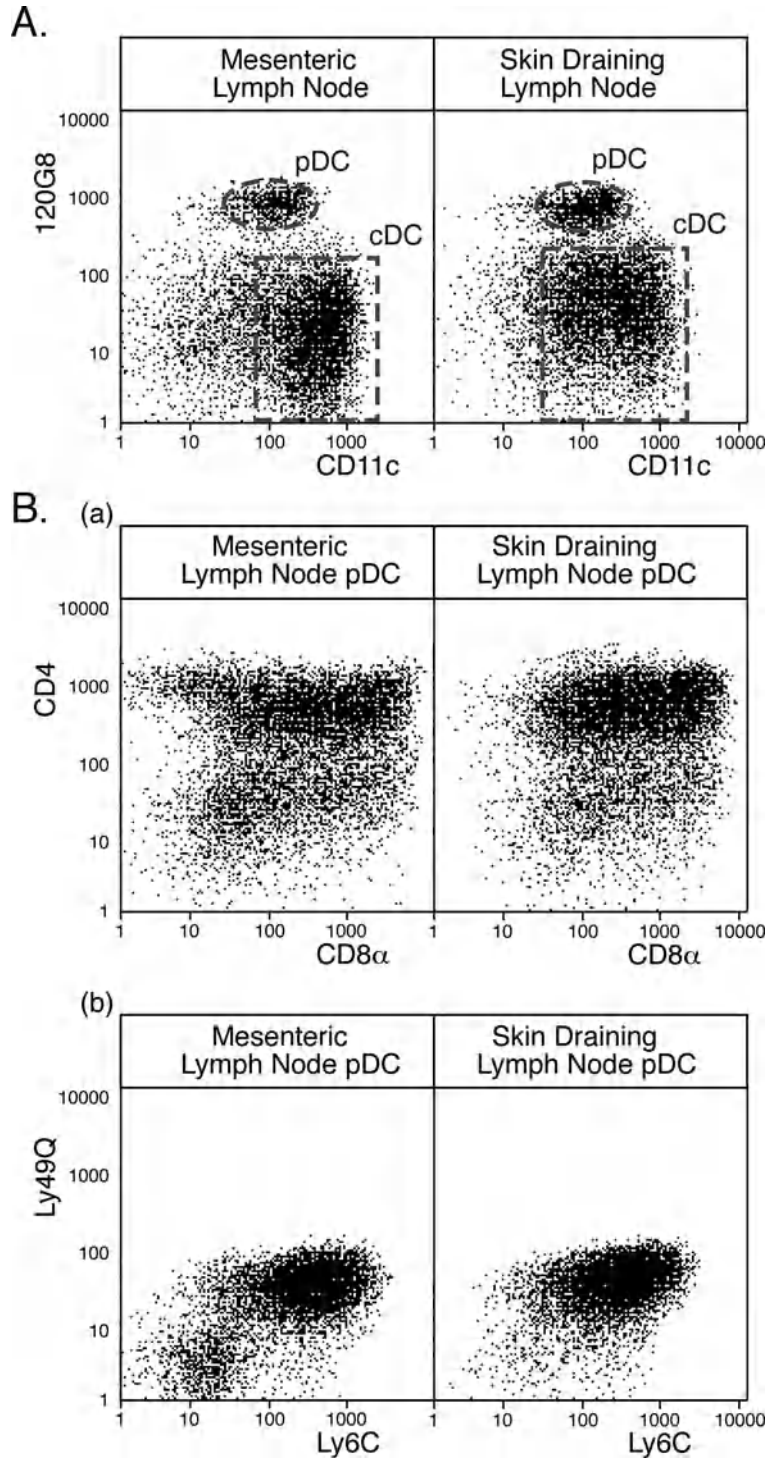 A.
Mesenteric Lymph Node
Skin Draining Lymph Node
120G8
10000
1000
100
10
1
pDC
cDC
pDC
cDC
1 10 100 1000 1 10 100 1000 10000
CD11c CD11c
B.
(a)
Mesenteric Lymph Node pDC
Skin Draining Lymph Node pDC
CD4
10000
1000
100
10
1
1 10 100 1000 1 10 100 1000 10000
CD8α CD8α
(b)
Mesenteric Lymph Node pDC
Skin Draining Lymph Node pDC
Ly49Q
10000
1000
100
10
1
1 10 100 1000 1 10 100 1000 10000
Ly6C Ly6C